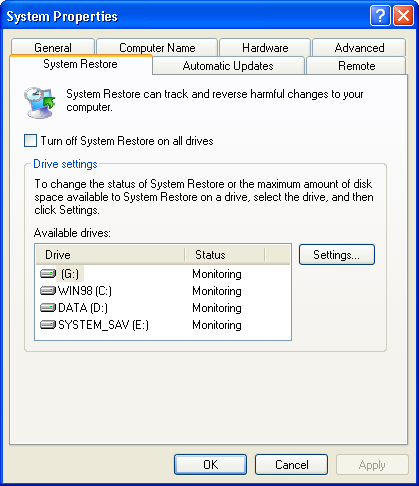 System Properties
General Computer Name Hardware Advanced
System Restore Automatic Updates Remote
System Restore can track and reverse harmful changes to your
computer.
Turn off System Restore on all drives
Drive settings
To change the status of System Restore or the maximum amount of disk
space available to System Restore on a drive, select the drive, and then
click Settings.
Available drives:
Drive Status
(G:) Monitoring
WIN98 (C:) Monitoring
DATA (D:) Monitoring
SYSTEM_SAV (E:) Monitoring
Settings...
OK Cancel Apply